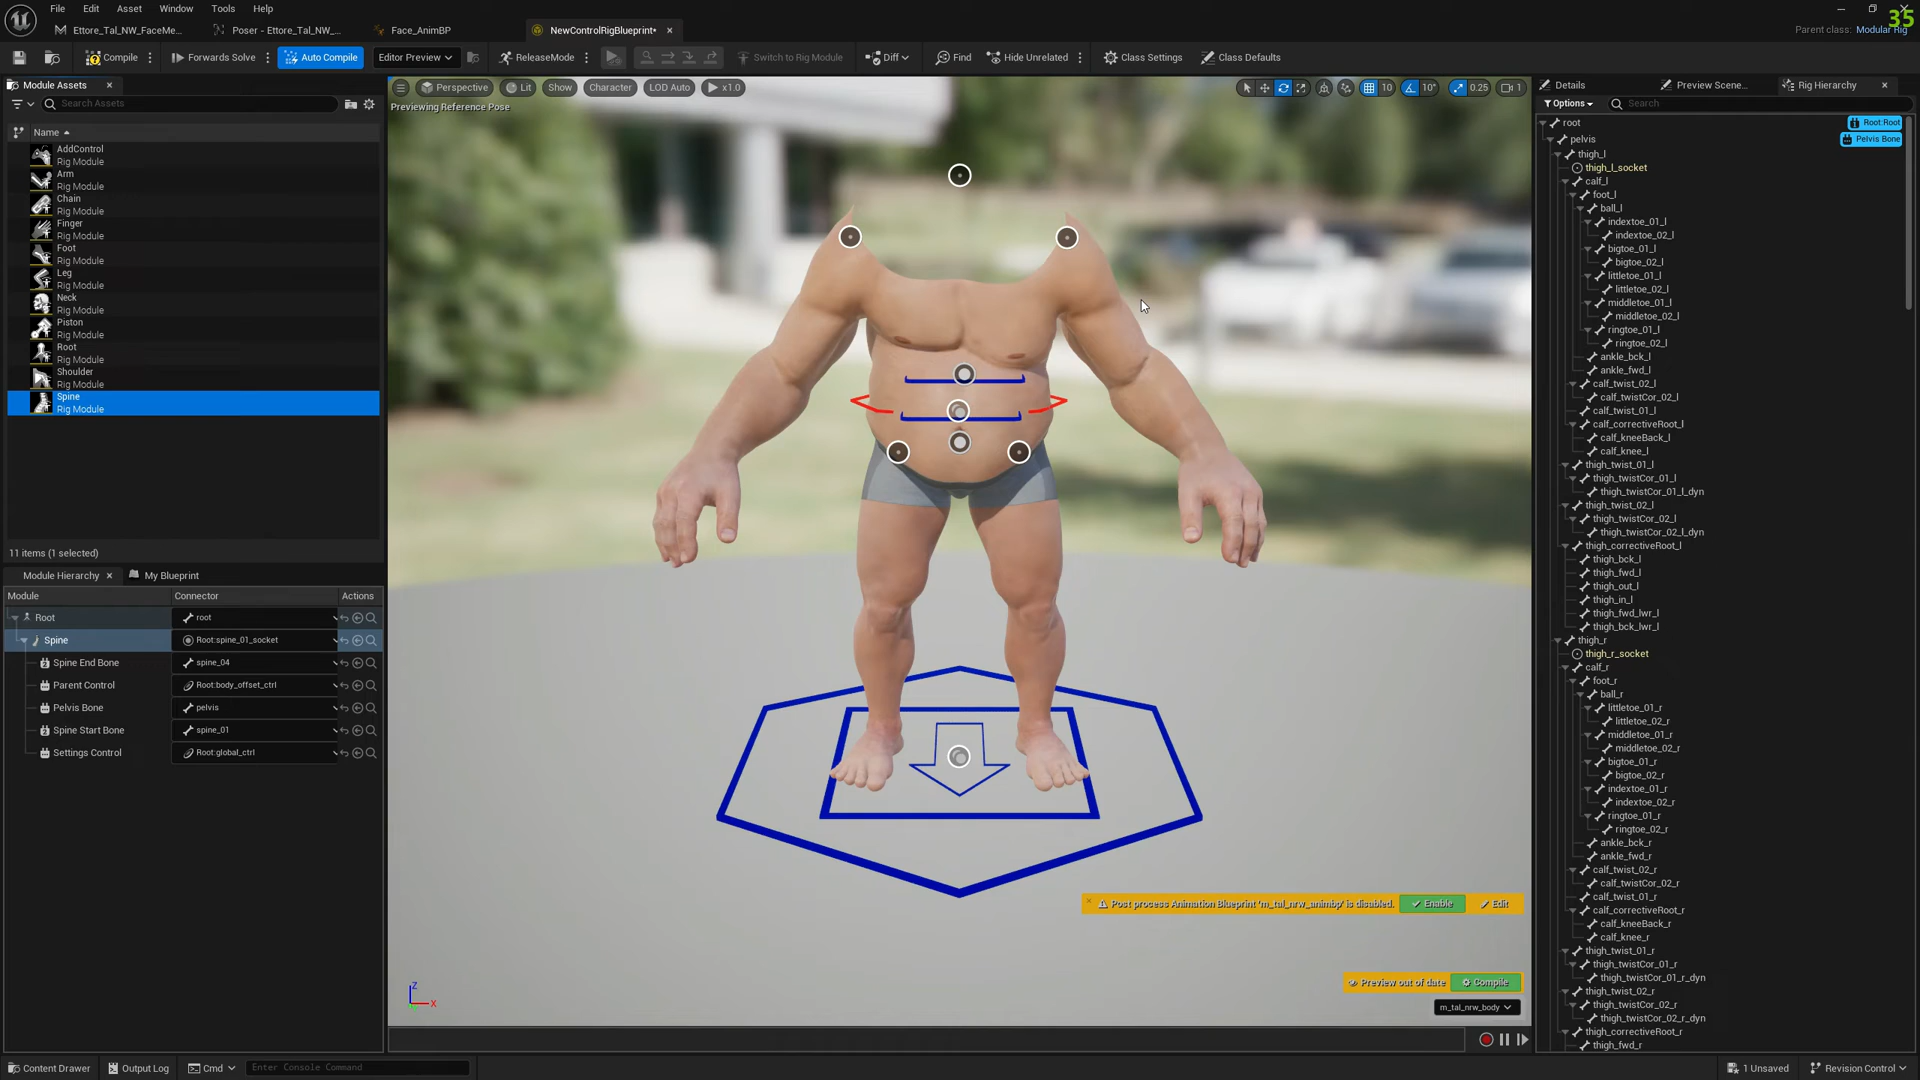 File Edit Asset Window Tools Help
35
Ettore_Tal_NW_FaceMe...
Poser - Ettore_Tal_NW_...
Face_AnimBP
NewControlRigBlueprint*
Parent class: Modular Rig
Compile
Forwards Solve
Auto Compile
Editor Preview
ReleaseMode
Switch to Rig Module
Diff
Find
Hide Unrelated
Class Settings
Class Defaults
Module Assets
Search Assets
Name
AddControl
Rig Module
Arm
Rig Module
Chain
Rig Module
Finger
Rig Module
Foot
Rig Module
Leg
Rig Module
Neck
Rig Module
Piston
Rig Module
Root
Rig Module
Shoulder
Rig Module
Spine
Rig Module
11 items (1 selected)
Module Hierarchy
My Blueprint
Module Connector Actions
Root root
Spine Root:spine_01_socket
Spine End Bone spine_04
Parent Control Root:body_offset_ctrl
Pelvis Bone pelvis
Spine Start Bone spine_01
Settings Control Root:global_ctrl
Perspective Lit Show Character LOD Auto x1.0
10 10° 0.25 1
Previewing Reference Pose
Post process Animation Blueprint 'm_tal_nrw_animbp' is disabled. Enable Edit
Preview out of date Compile
m_tal_nrw_body
Z
X
Details
Preview Scene...
Rig Hierarchy
Options
Search
root Root:Root
pelvis Pelvis Bone
thigh_l
thigh_l_socket
calf_l
foot_l
ball_l
indextoe_01_l
indextoe_02_l
bigtoe_01_l
bigtoe_02_l
littletoe_01_l
littletoe_02_l
middletoe_01_l
middletoe_02_l
ringtoe_01_l
ringtoe_02_l
ankle_bck_l
ankle_fwd_l
calf_twist_02_l
calf_twistCor_02_l
calf_twist_01_l
calf_correctiveRoot_l
calf_kneeBack_l
calf_knee_l
thigh_twist_01_l
thigh_twistCor_01_l
thigh_twistCor_01_l_dyn
thigh_twist_02_l
thigh_twistCor_02_l
thigh_twistCor_02_l_dyn
thigh_correctiveRoot_l
thigh_bck_l
thigh_fwd_l
thigh_out_l
thigh_in_l
thigh_fwd_lwr_l
thigh_bck_lwr_l
thigh_r
thigh_r_socket
calf_r
foot_r
ball_r
littletoe_01_r
littletoe_02_r
middletoe_01_r
middletoe_02_r
bigtoe_01_r
bigtoe_02_r
indextoe_01_r
indextoe_02_r
ringtoe_01_r
ringtoe_02_r
ankle_bck_r
ankle_fwd_r
calf_twist_02_r
calf_twistCor_02_r
calf_twist_01_r
calf_correctiveRoot_r
calf_kneeBack_r
calf_knee_r
thigh_twist_01_r
thigh_twistCor_01_r
thigh_twistCor_01_r_dyn
thigh_twist_02_r
thigh_twistCor_02_r
thigh_twistCor_02_r_dyn
thigh_correctiveRoot_r
thigh_fwd_r
Content Drawer
Output Log
Cmd
Enter Console Command
1 Unsaved
Revision Control